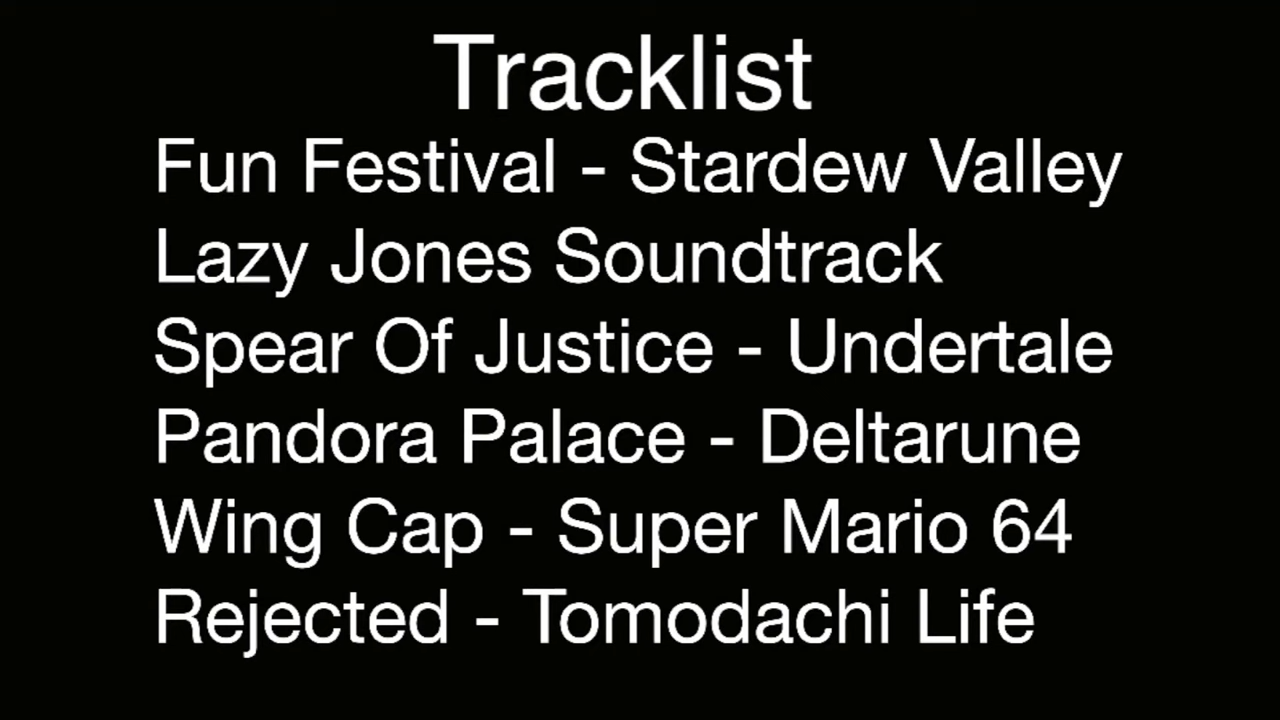 Tracklist
Fun Festival - Stardew Valley
Lazy Jones Soundtrack
Spear Of Justice - Undertale
Pandora Palace - Deltarune
Wing Cap - Super Mario 64
Rejected - Tomodachi Life